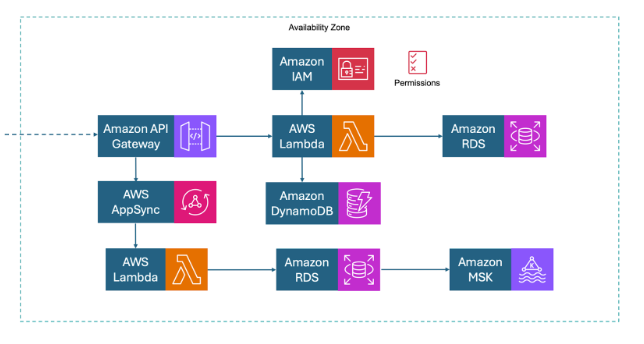 Availability Zone
Amazon
IAM
Permissions
Amazon API
Gateway
AWS
Lambda
Amazon
RDS
AWS
AppSync
Amazon
DynamoDB
AWS
Lambda
Amazon
RDS
Amazon
MSK